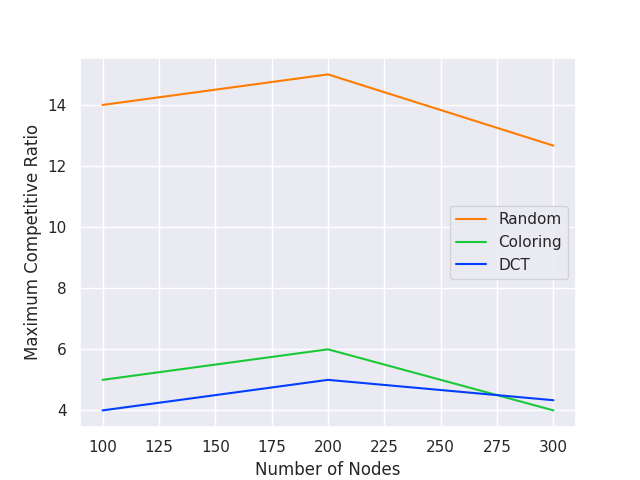 14
12
10
8
6
4
Maximum Competitive Ratio
Random
Coloring
DCT
100 125 150 175 200 225 250 275 300
Number of Nodes